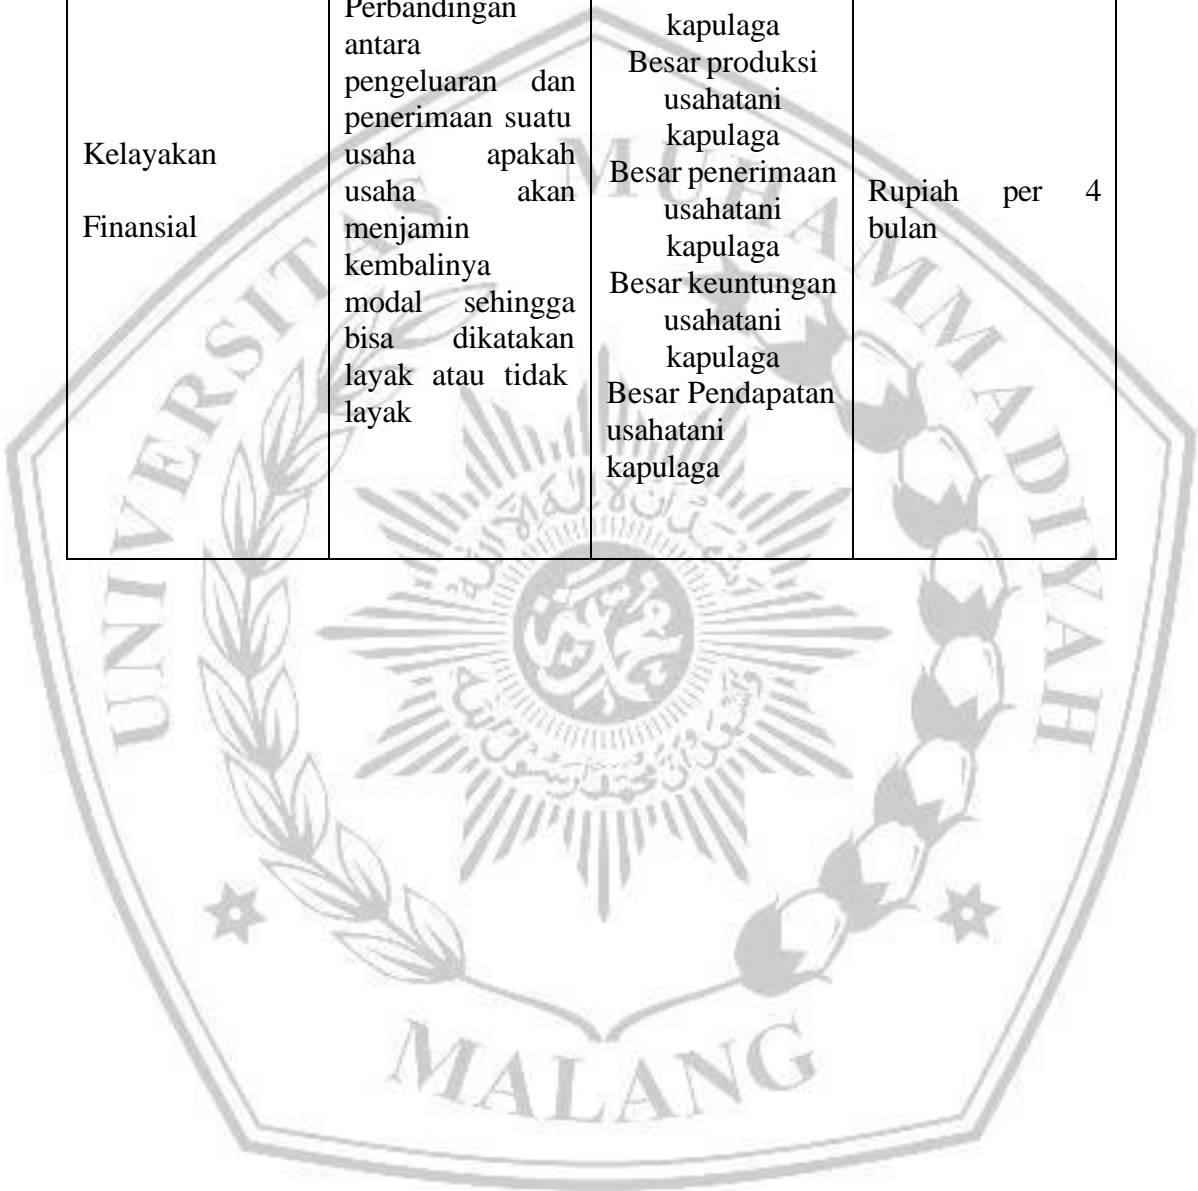 Kelayakan
Finansial
Perbandingan
antara
pengeluaran dan
penerimaan suatu
usaha apakah
usaha akan
menjamin
kembalinya
modal sehingga
bisa dikatakan
layak atau tidak
layak
kapulaga
Besar produksi
usahatani
kapulaga
Besar penerimaan
usahatani
kapulaga
Besar keuntungan
usahatani
kapulaga
Besar Pendapatan
usahatani
kapulaga
Rupiah per 4
bulan
UNIVERSITAS MUHAMMADIYAH
MALANG